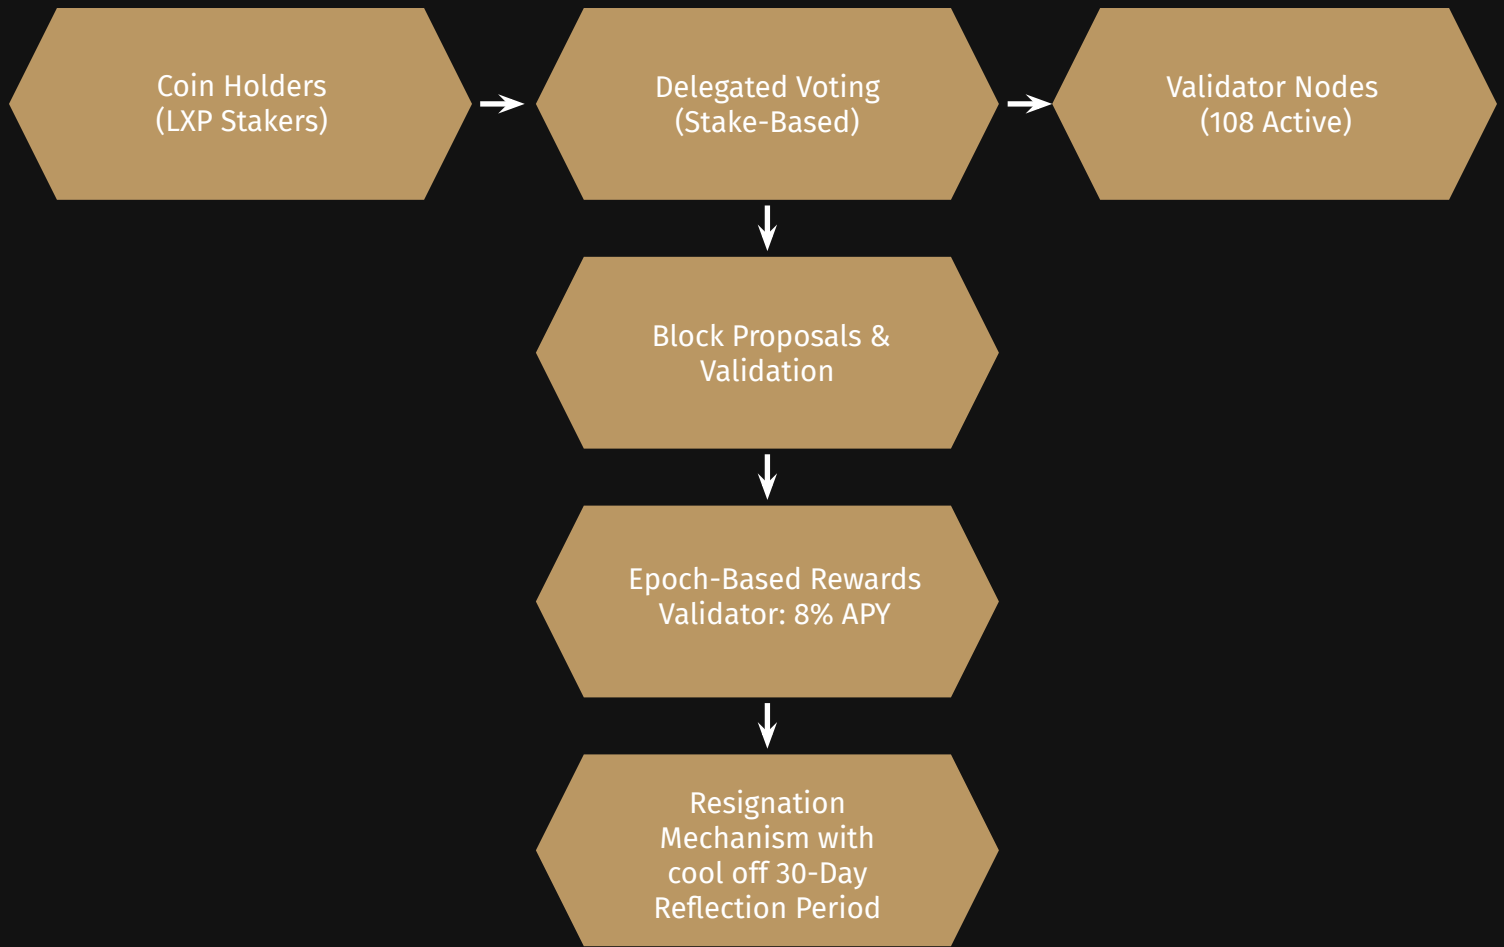 Coin Holders
(LXP Stakers)
Delegated Voting
(Stake-Based)
Validator Nodes
(108 Active)
Block Proposals &
Validation
Epoch-Based Rewards
Validator: 8% APY
Resignation
Mechanism with
cool off 30-Day
Reflection Period